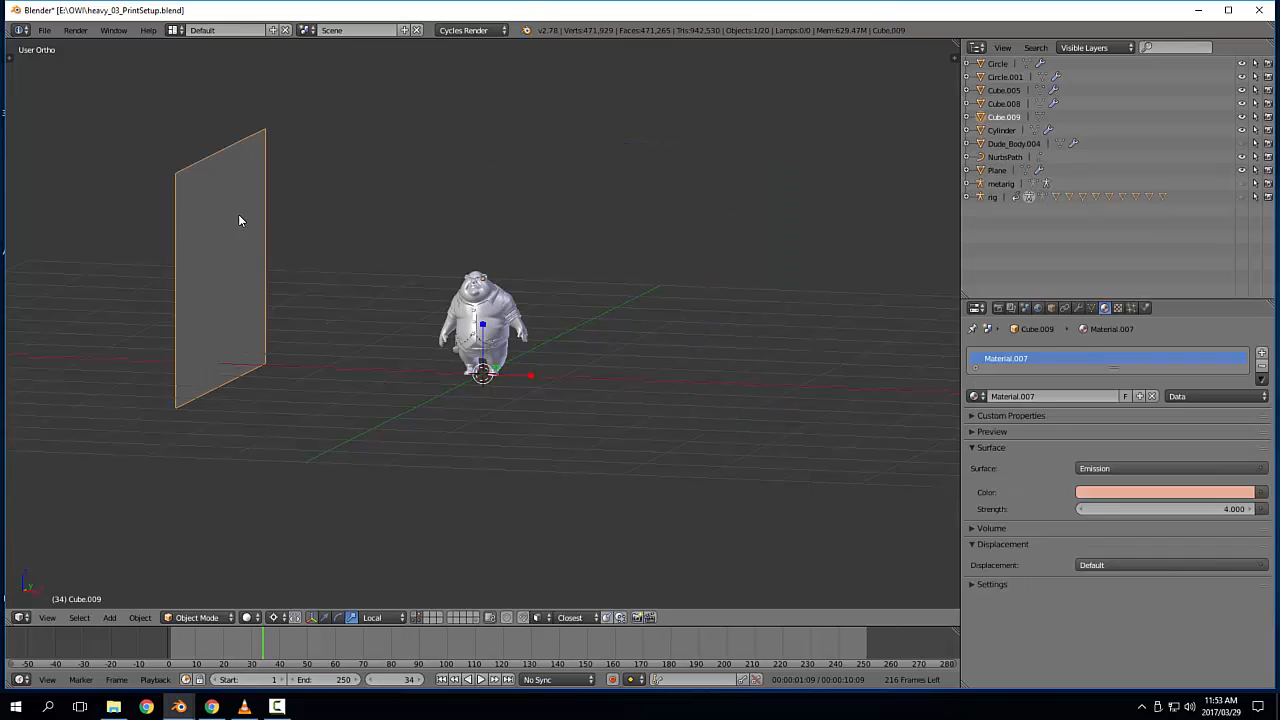 Blender* [E:\OWI\heavy_03_PrintSetup.blend]
File Render Window Help Default Scene Cycles Render v2.78 | Verts:471,929 | Faces:471,265 | Tris:942,530 | Objects:1/20 | Lamps:0/0 | Mem:629.47M | Cube.009
User Ortho
View Search Visible Layers
Circle
Circle.001
Cube.005
Cube.008
Cube.009
Cylinder
Dude_Body.004
NurbsPath
Plane
metarig
rig
Cube.009 Material.007
Material.007
Material.007 F Data
Custom Properties
Preview
Surface
Surface: Emission
Color:
Strength: 4.000
Volume
Displacement
Displacement: Default
Settings
(34) Cube.009
View Select Add Object Object Mode Local Closest
-50 -40 -30 -20 -10 0 10 20 30 40 50 60 70 80 90 100 110 120 130 140 150 160 170 180 190 200 210 220 230 240 250 260 270 280
View Marker Frame Playback Start: 1 End: 250 34 No Sync 00:00:01:09 / 00:00:10:09 216 Frames Left
11:53 AM
2017/03/29